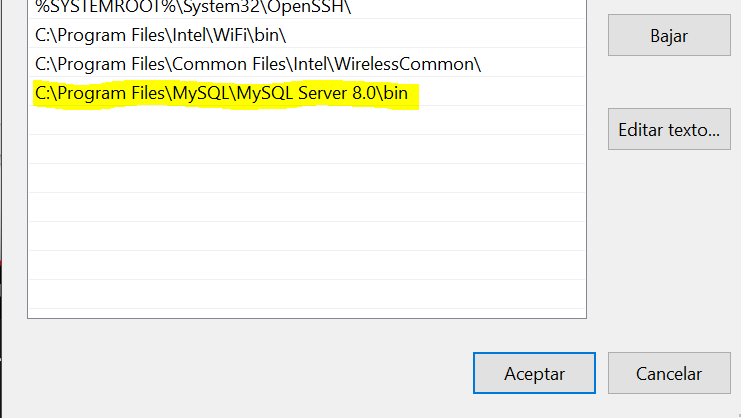 %SYSTEMROOT%\System32\OpenSSH\
C:\Program Files\Intel\WiFi\bin\
C:\Program Files\Common Files\Intel\WirelessCommon\
C:\Program Files\MySQL\MySQL Server 8.0\bin
Bajar
Editar texto...
Aceptar
Cancelar